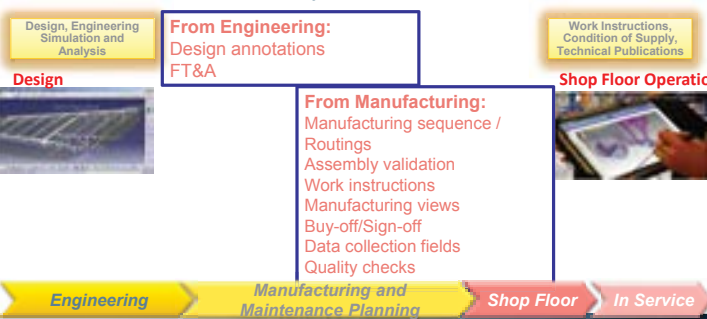 Design, Engineering
Simulation and
Analysis
Design
From Engineering:
Design annotations
FT&A
From Manufacturing:
Manufacturing sequence /
Routings
Assembly validation
Work instructions
Manufacturing views
Buy-off/Sign-off
Data collection fields
Quality checks
Work Instructions,
Condition of Supply,
Technical Publications
Shop Floor Operatio
Engineering
Manufacturing and
Maintenance Planning
Shop Floor
In Service